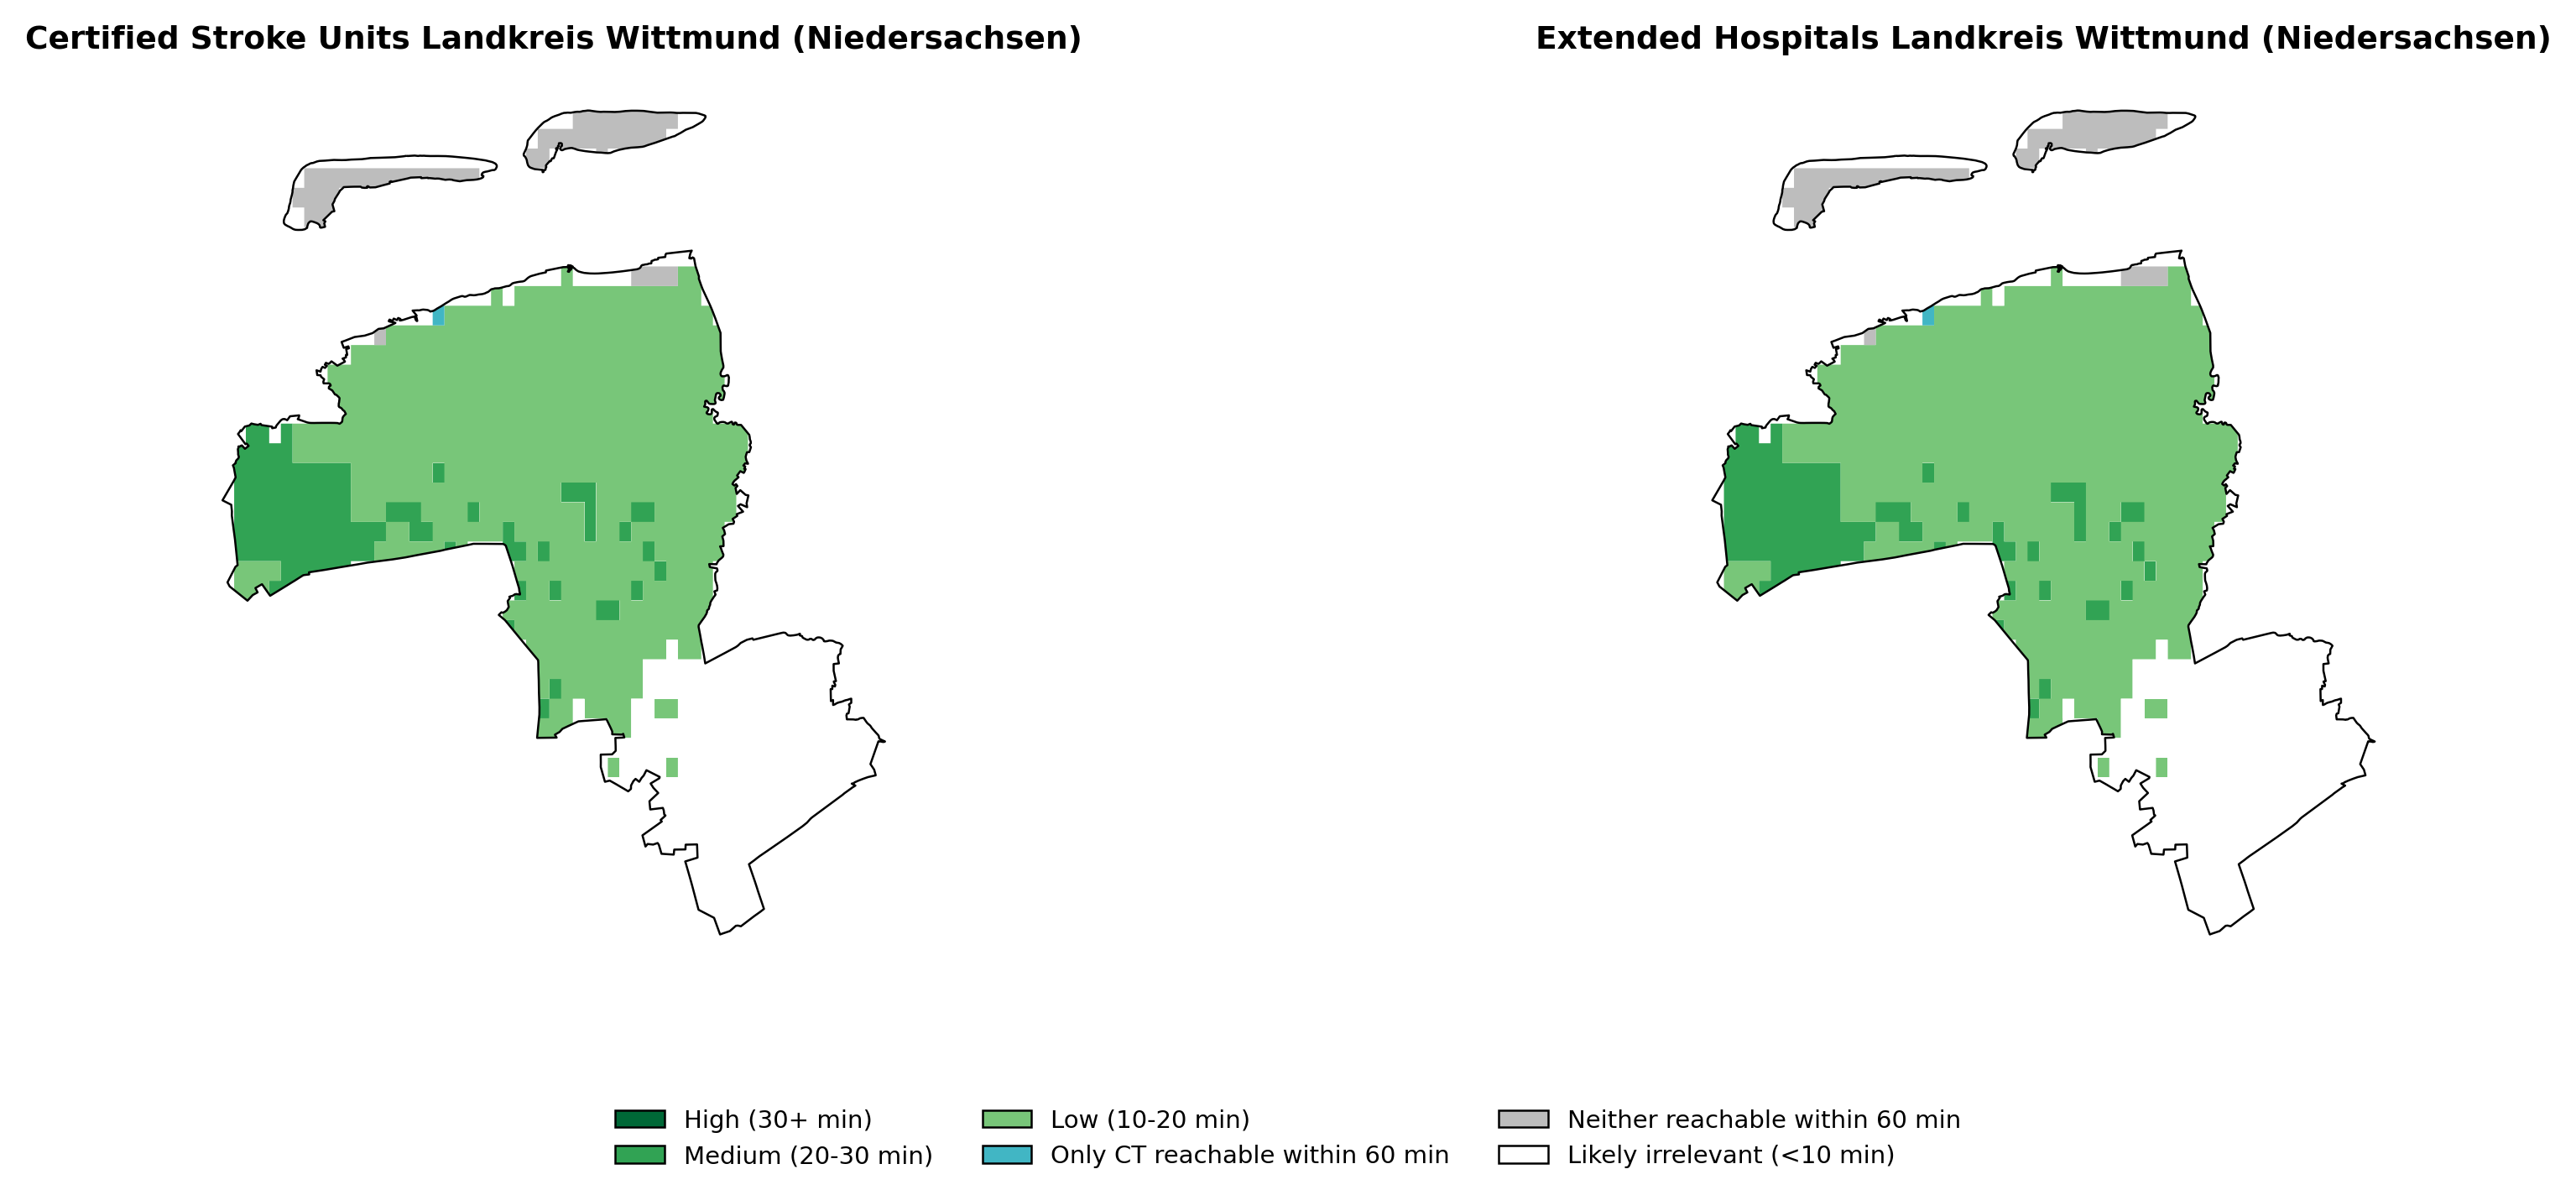 Certified Stroke Units Landkreis Wittmund (Niedersachsen)
Extended Hospitals Landkreis Wittmund (Niedersachsen)
High (30+ min)
Medium (20-30 min)
Low (10-20 min)
Only CT reachable within 60 min
Neither reachable within 60 min
Likely irrelevant (<10 min)